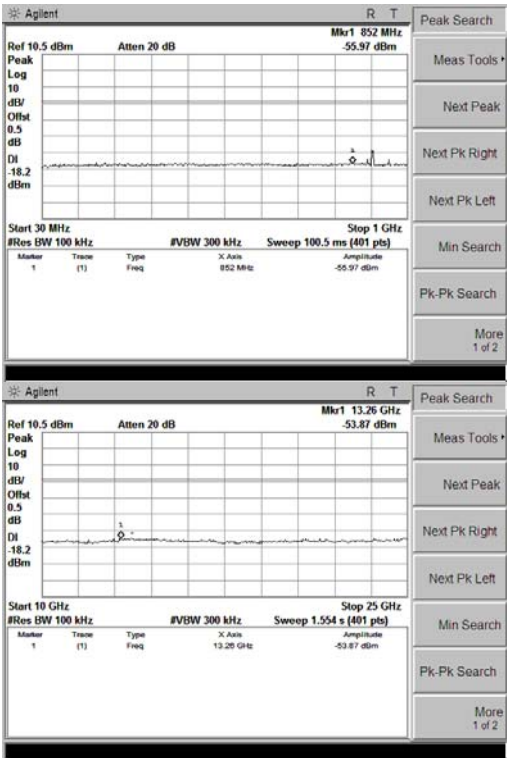 Agilent R T
Peak Search
Mkr1 852 MHz
Ref 10.5 dBm Atten 20 dB -55.97 dBm
Peak
Log
10
dB/
Offst
0.5
dB
DI
-18.2
dBm
1
Start 30 MHz Stop 1 GHz
#Res BW 100 kHz #VBW 300 kHz Sweep 100.5 ms (401 pts)
Marker Trace Type X Axis Amplitude
1 (1) Freq 852 MHz -55.97 dBm
Meas Tools
Next Peak
Next Pk Right
Next Pk Left
Min Search
Pk-Pk Search
More
1 of 2
Agilent R T
Peak Search
Mkr1 13.26 GHz
Ref 10.5 dBm Atten 20 dB -53.87 dBm
Peak
Log
10
dB/
Offst
0.5
dB
DI
-18.2
dBm
1
Start 10 GHz Stop 25 GHz
#Res BW 100 kHz #VBW 300 kHz Sweep 1.554 s (401 pts)
Marker Trace Type X Axis Amplitude
1 (1) Freq 13.26 GHz -53.87 dBm
Meas Tools
Next Peak
Next Pk Right
Next Pk Left
Min Search
Pk-Pk Search
More
1 of 2